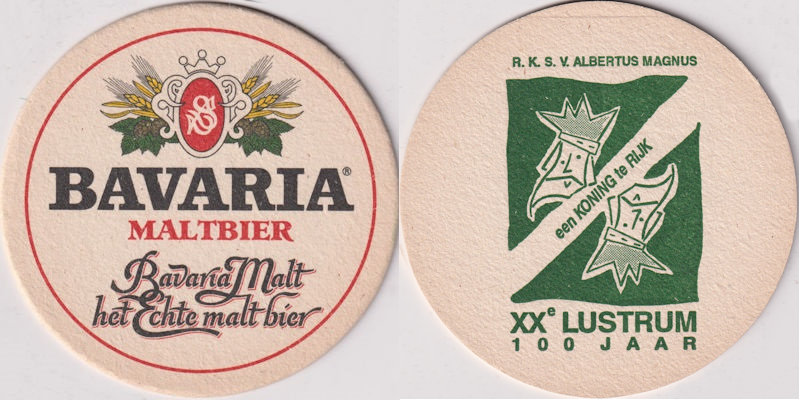 S
BAVARIA®
MALTBIER
Bavaria Malt
het Echte malt bier
R. K. S. V. ALBERTUS MAGNUS
een KONING te RIJK
XXe LUSTRUM
100 JAAR